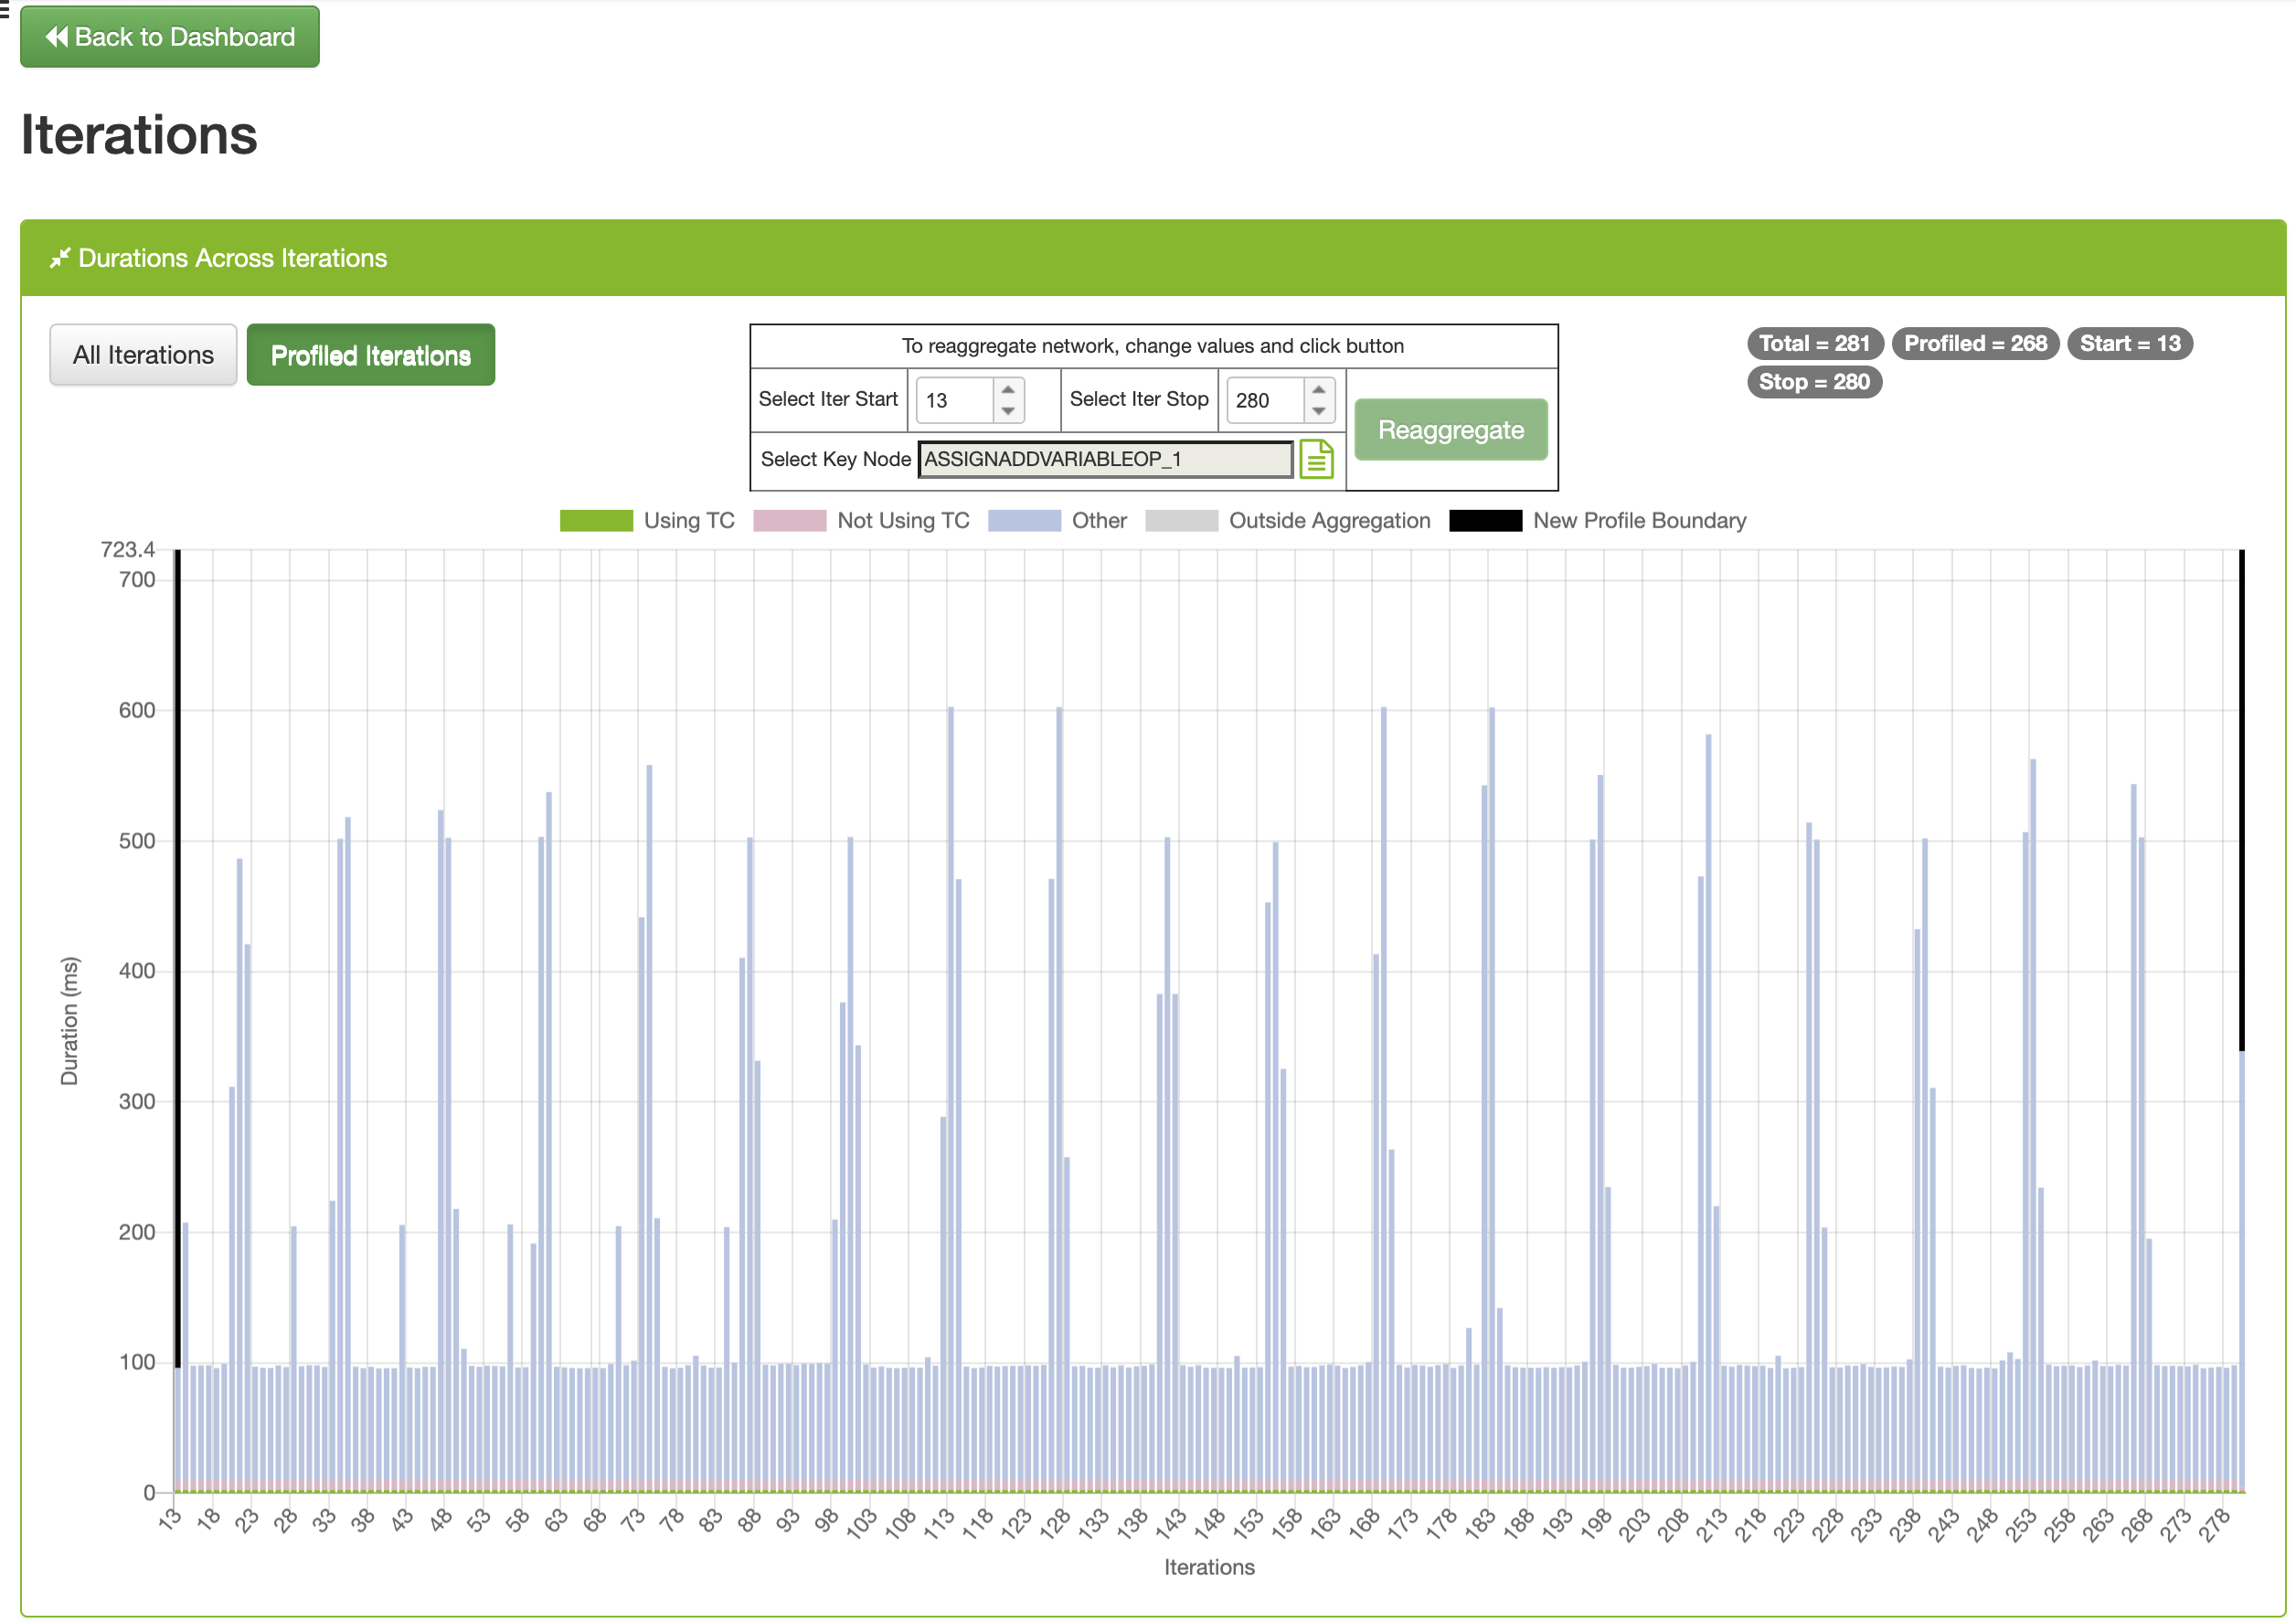 Back to Dashboard
Iterations
Durations Across Iterations
All Iterations
Profiled Iterations
To reaggregate network, change values and click button
Select Iter Start
13
Select Iter Stop
280
Select Key Node
ASSIGNADDVARIABLEOP_1
Reaggregate
Total = 281
Profiled = 268
Start = 13
Stop = 280
Using TC
Not Using TC
Other
Outside Aggregation
New Profile Boundary
723.4
700
600
500
400
300
200
100
0
Duration (ms)
13 18 23 28 33 38 43 48 53 58 63 68 73 78 83 88 93 98 103 108 113 118 123 128 133 138 143 148 153 158 163 168 173 178 183 188 193 198 203 208 213 218 223 228 233 238 243 248 253 258 263 268 273 278
Iterations